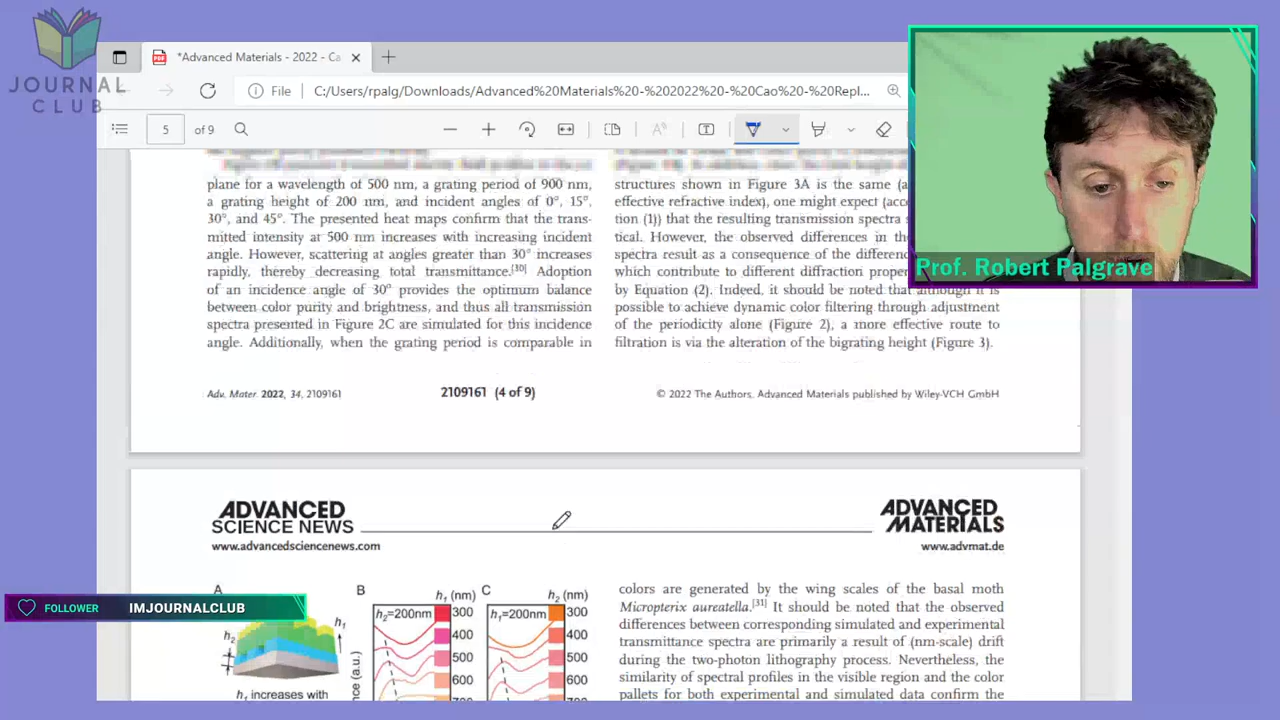 JOURNAL
CLUB
*Advanced Materials - 2022 - Ca
File
C:/Users/rpalg/Downloads/Advanced%20Materials%20-%202022%20-%20Cao%20-%20Repl...
5 of 9
plane for a wavelength of 500 nm, a grating period of 900 nm,
a grating height of 200 nm, and incident angles of 0°, 15°,
30°, and 45°. The presented heat maps confirm that the trans-
mitted intensity at 500 nm increases with increasing incident
angle. However, scattering at angles greater than 30° increases
rapidly, thereby decreasing total transmittance.[30] Adoption
of an incidence angle of 30° provides the optimum balance
between color purity and brightness, and thus all transmission
spectra presented in Figure 2C are simulated for this incidence
angle. Additionally, when the grating period is comparable in
structures shown in Figure 3A is the same (a
effective refractive index), one might expect (acc
tion (1)) that the resulting transmission spectra s
tical. However, the observed differences in the
spectra result as a consequence of the differenc
which contribute to different diffraction proper
by Equation (2). Indeed, it should be noted that although it is
possible to achieve dynamic color filtering through adjustment
of the periodicity alone (Figure 2), a more effective route to
filtration is via the alteration of the bigrating height (Figure 3).
Adv. Mater. 2022, 34, 2109161
2109161 (4 of 9)
© 2022 The Authors. Advanced Materials published by Wiley-VCH GmbH
Prof. Robert Palgrave
ADVANCED
SCIENCE NEWS
www.advancedsciencenews.com
ADVANCED
MATERIALS
www.advmat.de
FOLLOWER IMJOURNALCLUB
A
h2
h1
h1 increases with
B
h1 (nm)
h2=200nm
300
400
500
600
C
h2 (nm)
h1=200nm
300
400
500
600
nce (a.u.)
colors are generated by the wing scales of the basal moth
Micropterix aureatella.[31] It should be noted that the observed
differences between corresponding simulated and experimental
transmittance spectra are primarily a result of (nm-scale) drift
during the two-photon lithography process. Nevertheless, the
similarity of spectral profiles in the visible region and the color
pallets for both experimental and simulated data confirm the